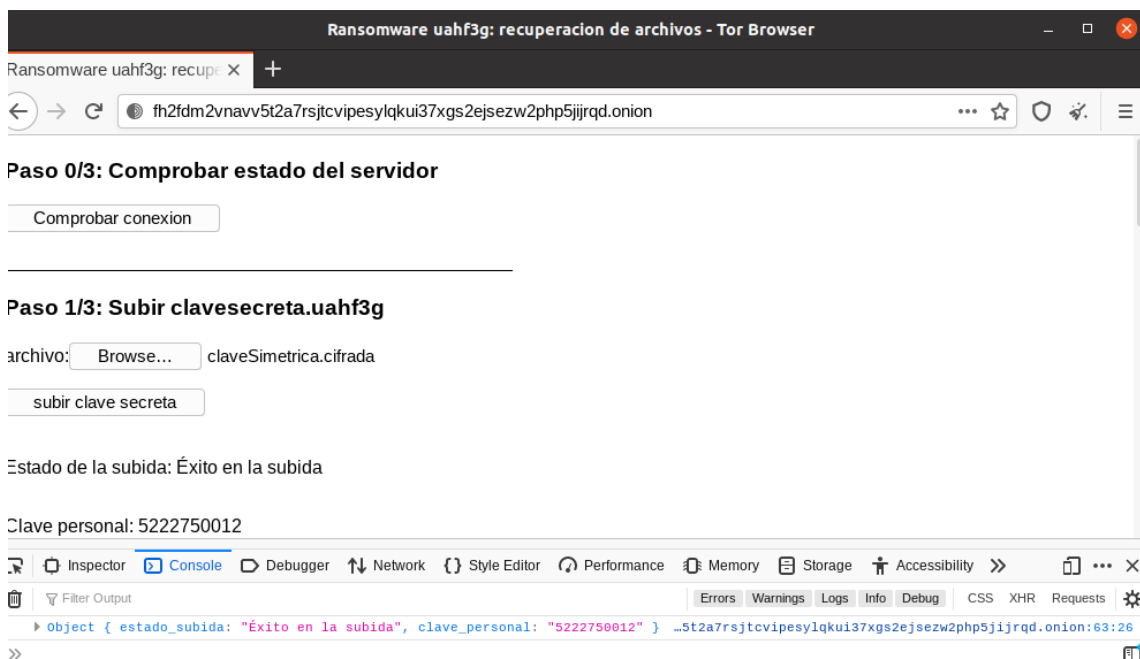 Ransomware uahf3g: recuperacion de archivos - Tor Browser
Ransomware uahf3g: recupe
fh2fdm2vnavv5t2a7rsjtcvipesylqkui37xgs2ejsezw2php5jijrqd.onion
Paso 0/3: Comprobar estado del servidor
Comprobar conexion
Paso 1/3: Subir clavesecreta.uahf3g
archivo: Browse... claveSimetrica.cifrada
subir clave secreta
Estado de la subida: Éxito en la subida
Clave personal: 5222750012
Inspector Console Debugger Network Style Editor Performance Memory Storage Accessibility
Filter Output Errors Warnings Logs Info Debug CSS XHR Requests
Object { estado_subida: "Éxito en la subida", clave_personal: "5222750012" } …5t2a7rsjtcvipesylqkui37xgs2ejsezw2php5jijrqd.onion:63:26